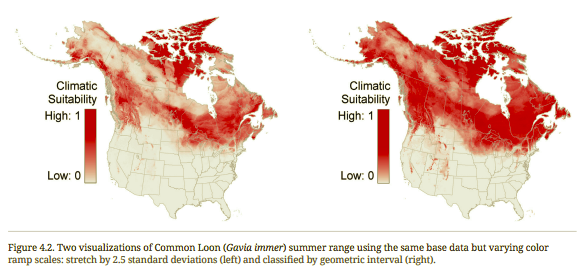 Climatic
Suitability
High: 1
Low: 0
Climatic
Suitability
High: 1
Low: 0
Figure 4.2. Two visualizations of Common Loon (Gavia immer) summer range using the same base data but varying color
ramp scales: stretch by 2.5 standard deviations (left) and classified by geometric interval (right).